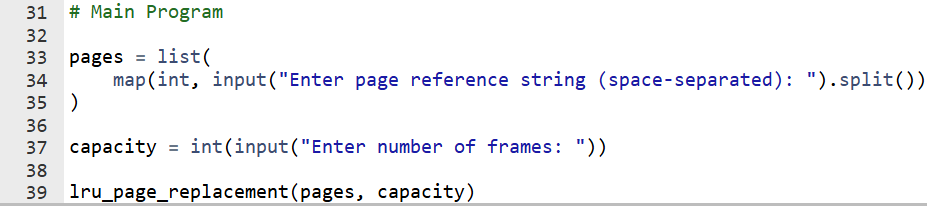 31 # Main Program
32
33 pages = list(
34     map(int, input("Enter page reference string (space-separated): ").split())
35 )
36
37 capacity = int(input("Enter number of frames: "))
38
39 lru_page_replacement(pages, capacity)